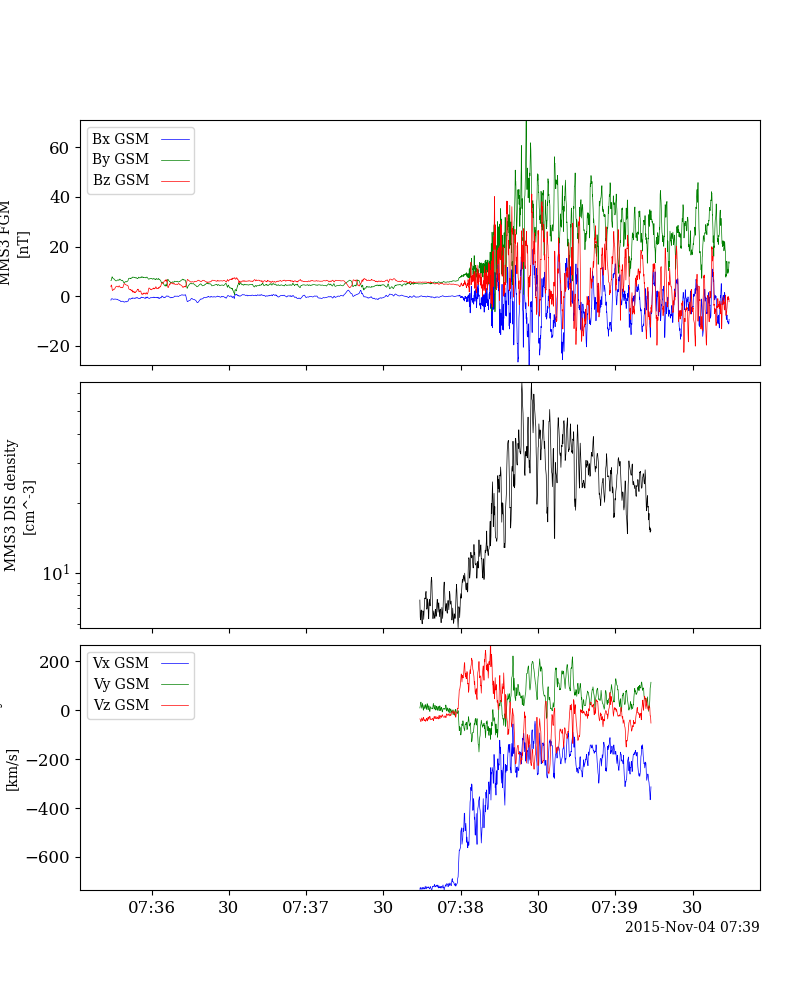 60
40
20
0
−20
MMS3 FGM
[nT]
Bx GSM
By GSM
Bz GSM
10^1
MMS3 DIS density
[cm^-3]
200
0
−200
−400
−600
[km/s]
Vx GSM
Vy GSM
Vz GSM
07:36 30 07:37 30 07:38 30 07:39 30
2015-Nov-04 07:39